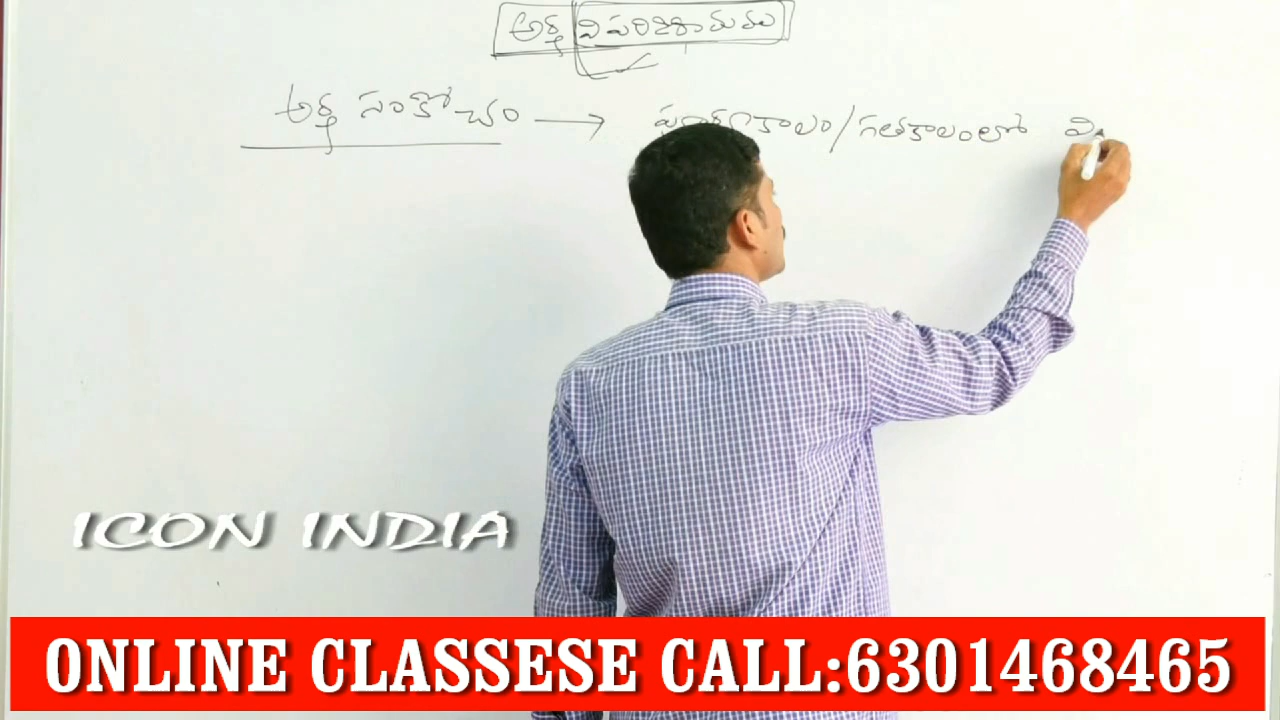 అర్థ విపరిణామము
అర్థ సంకోచం → పూర్వకాలం/గతకాలంలో వి
ICON INDIA
ONLINE CLASSESE CALL:6301468465